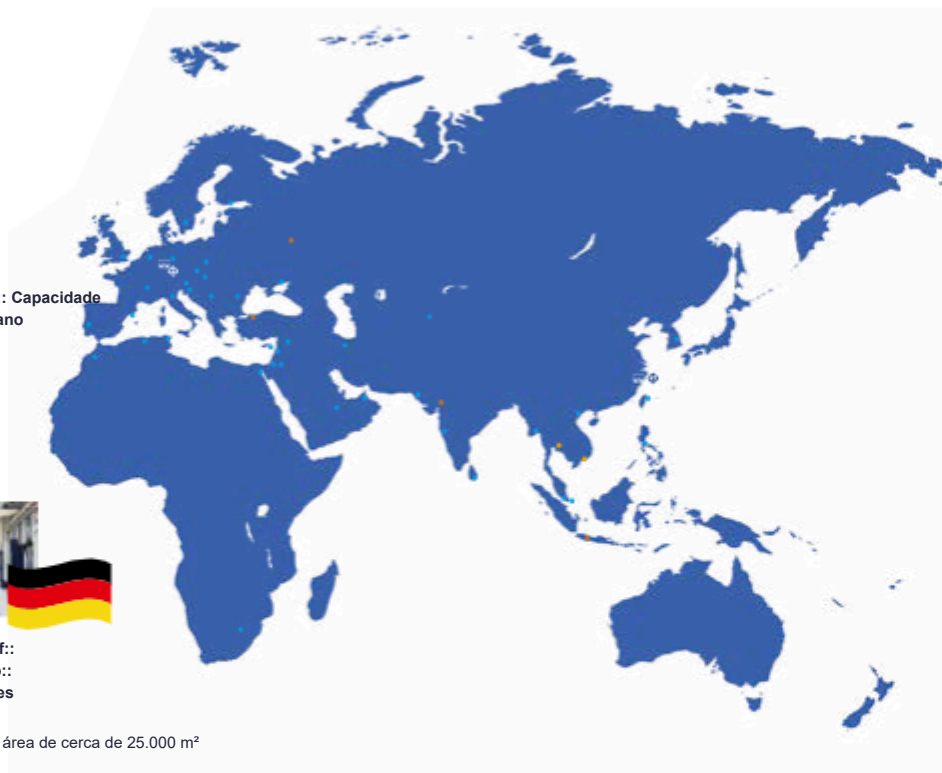 : Capacidade
ano
f::
o::
es
área de cerca de 25.000 m²